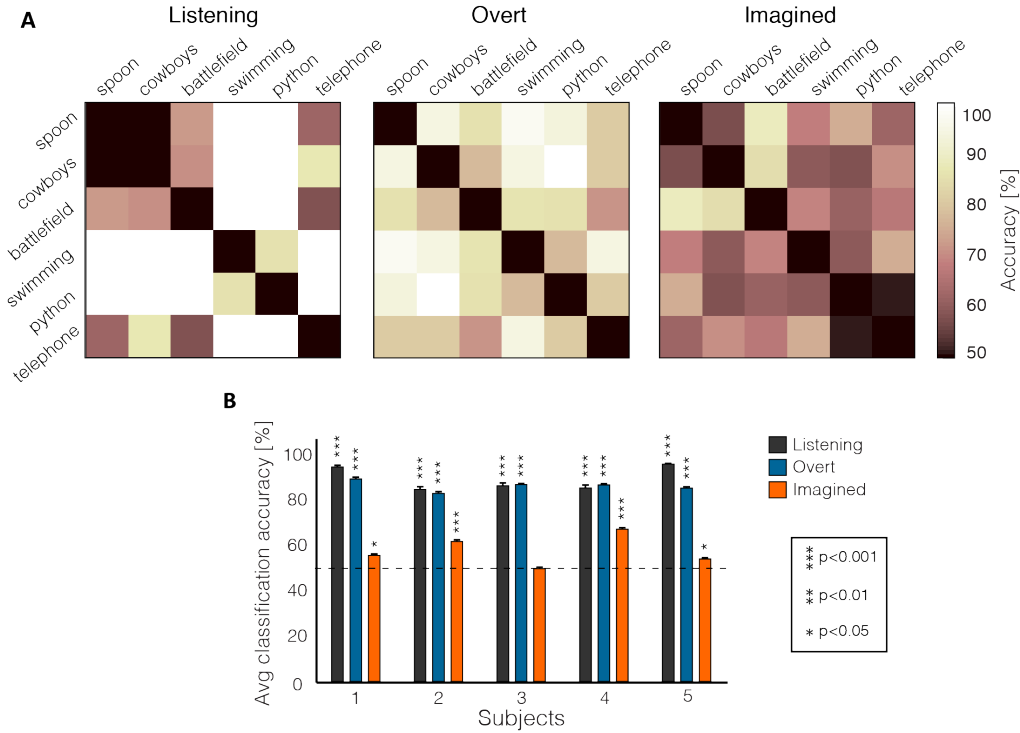 A
Listening Overt Imagined
spoon cowboys battlefield swimming python telephone
spoon cowboys battlefield swimming python telephone
spoon cowboys battlefield swimming python telephone
spoon
cowboys
battlefield
swimming
python
telephone
100
90
80
70
60
50
Accuracy [%]
B
Avg classification accuracy [%]
100
80
60
40
20
0
*** *** *
*** *** ***
*** ***
*** *** ***
*** *** *
1 2 3 4 5
Subjects
Listening
Overt
Imagined
*** p<0.001
** p<0.01
* p<0.05